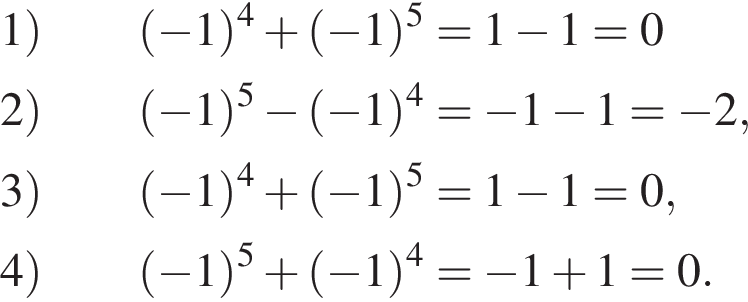 1) (−1)⁴ + (−1)⁵ = 1 − 1 = 0
2) (−1)⁵ − (−1)⁴ = −1 − 1 = −2,
3) (−1)⁴ + (−1)⁵ = 1 − 1 = 0,
4) (−1)⁵ + (−1)⁴ = −1 + 1 = 0.